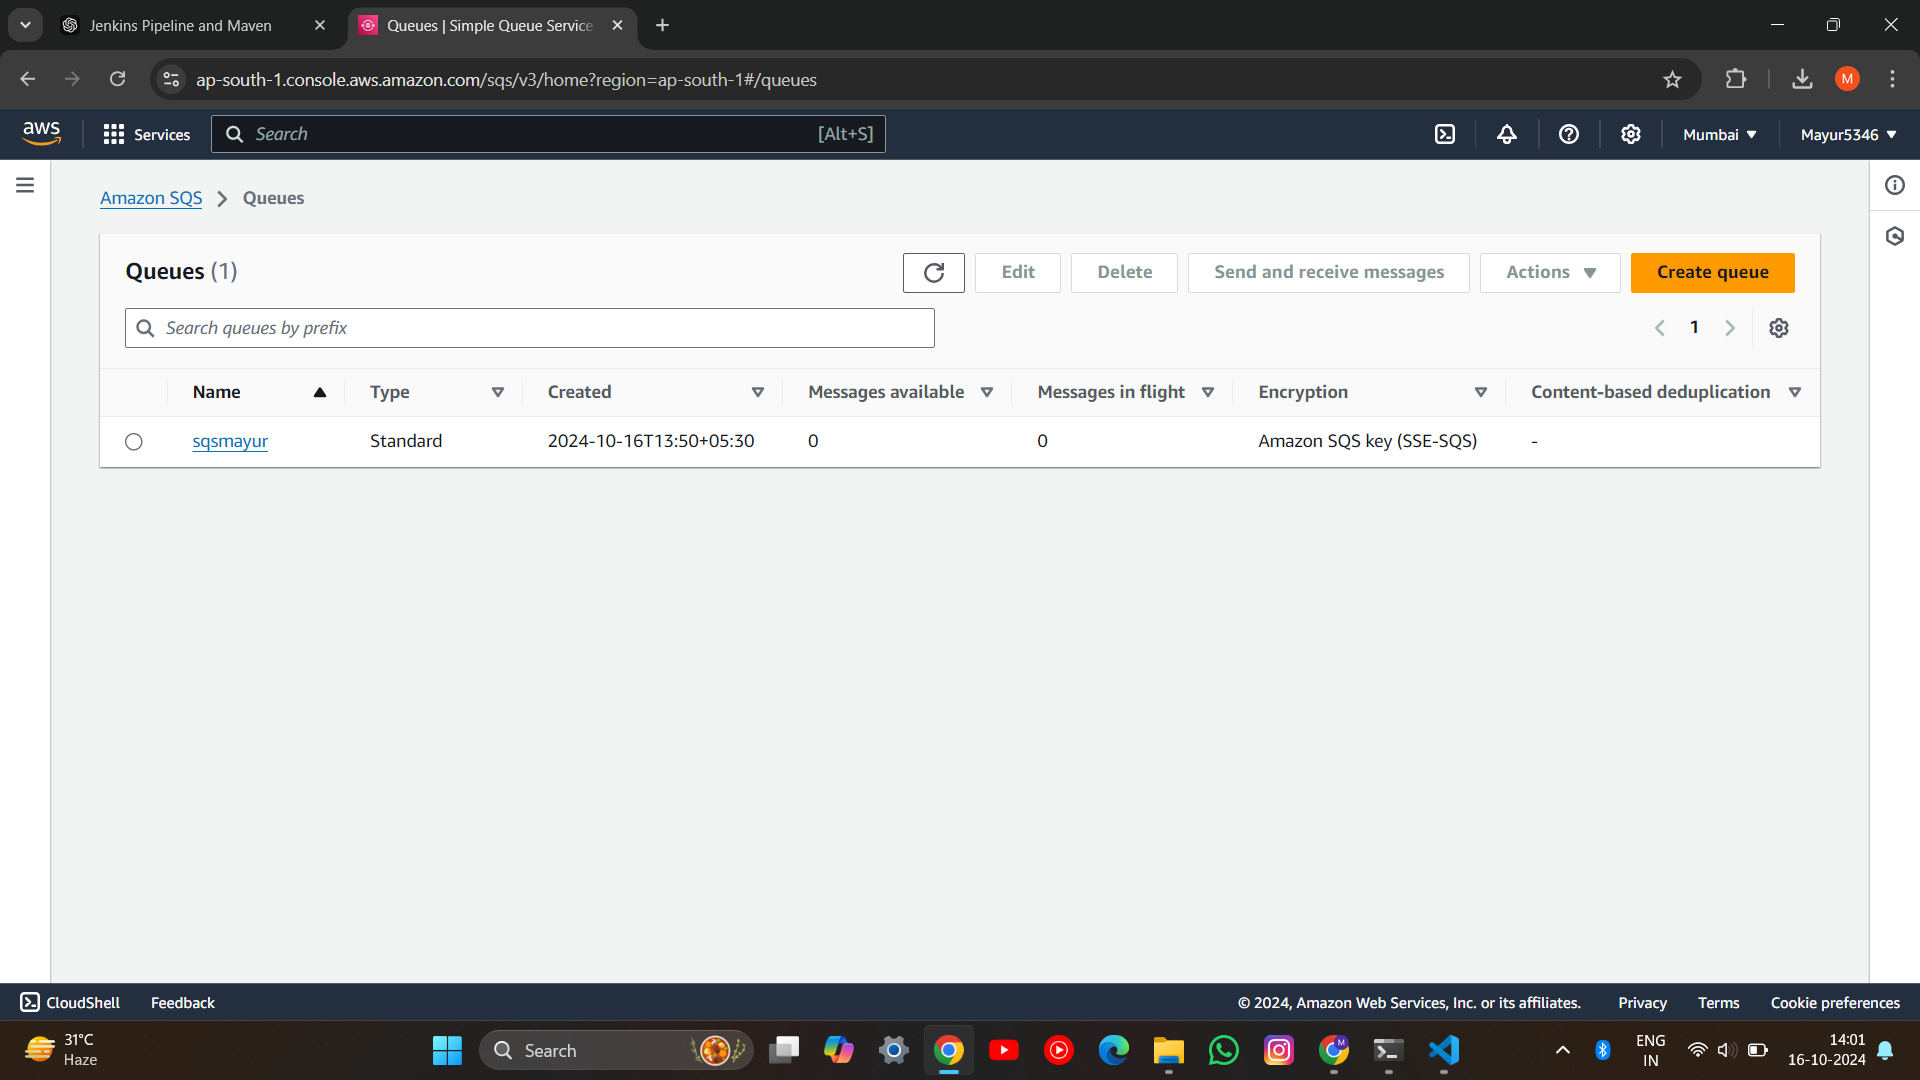 Jenkins Pipeline and Maven
Queues | Simple Queue Service
ap-south-1.console.aws.amazon.com/sqs/v3/home?region=ap-south-1#/queues
M
aws
Services
Search
[Alt+S]
Mumbai
Mayur5346
Amazon SQS
Queues
Queues (1)
Edit
Delete
Send and receive messages
Actions
Create queue
Search queues by prefix
1
Name Type Created Messages available Messages in flight Encryption Content-based deduplication
sqsmayur Standard 2024-10-16T13:50+05:30 0 0 Amazon SQS key (SSE-SQS) -
CloudShell
Feedback
© 2024, Amazon Web Services, Inc. or its affiliates.
Privacy
Terms
Cookie preferences
31°C
Haze
Search
M
ENG
IN
14:01
16-10-2024